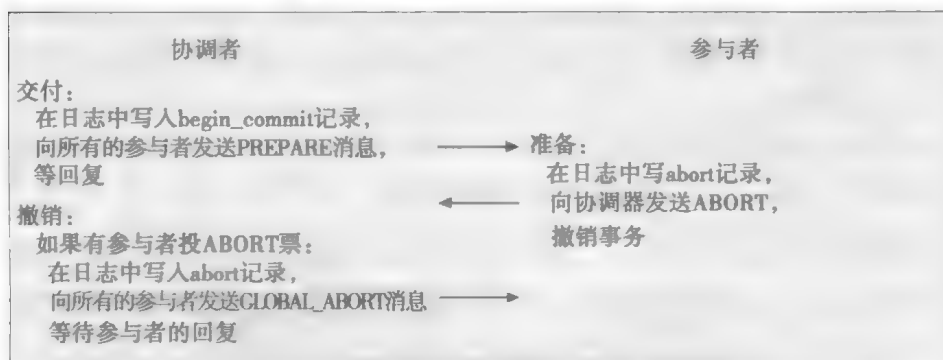 协调者
参与者
交付：
在日志中写入begin_commit记录，
向所有的参与者发送PREPARE消息，
等回复
准备：
在日志中写abort记录，
向协调器发送ABORT，
撤销事务
撤销：
如果有参与者投ABORT票：
在日志中写入abort记录，
向所有的参与者发送GLOBAL_ABORT消息
等待参与者的回复